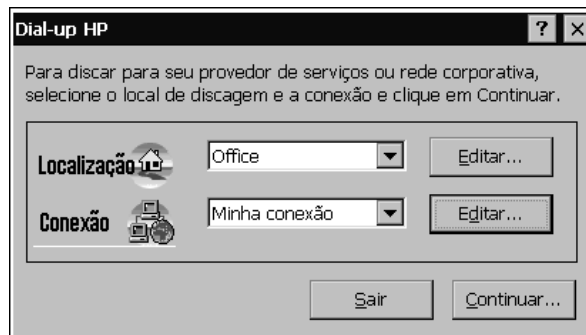 Dial-up HP ? ×
Para discar para seu provedor de serviços ou rede corporativa,
selecione o local de discagem e a conexão e clique em Continuar.
Localização Office Editar...
Conexão Minha conexão Editar...
Sair Continuar...